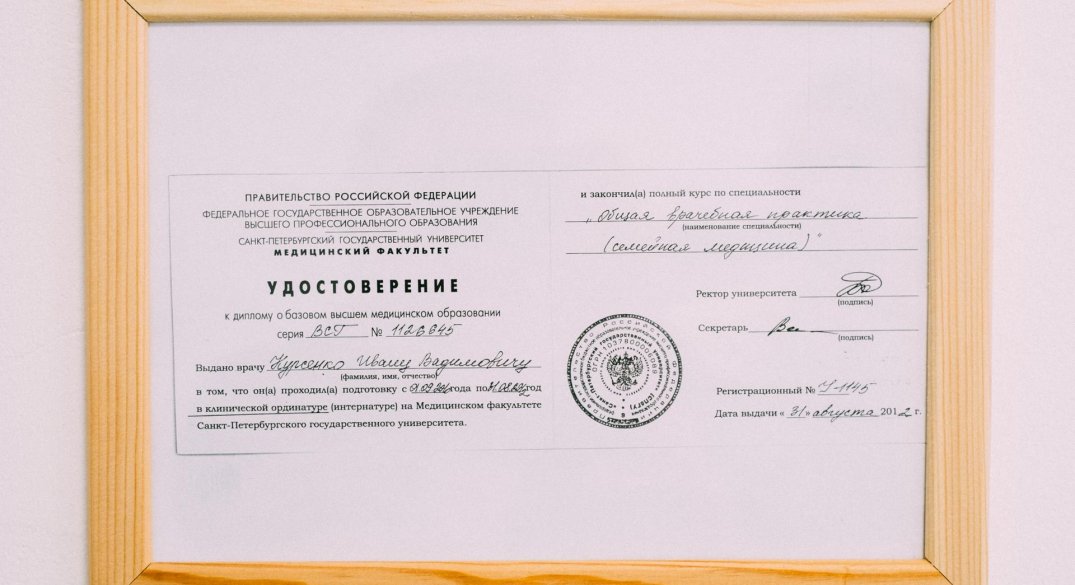 ПРАВИТЕЛЬСТВО РОССИЙСКОЙ ФЕДЕРАЦИИ
ФЕДЕРАЛЬНОЕ ГОСУДАРСТВЕННОЕ ОБРАЗОВАТЕЛЬНОЕ УЧРЕЖДЕНИЕ
ВЫСШЕГО ПРОФЕССИОНАЛЬНОГО ОБРАЗОВАНИЯ
САНКТ-ПЕТЕРБУРГСКИЙ ГОСУДАРСТВЕННЫЙ УНИВЕРСИТЕТ
МЕДИЦИНСКИЙ ФАКУЛЬТЕТ
УДОСТОВЕРЕНИЕ
к диплому о базовом высшем медицинском образовании
серия ВСГ № 1126645
Выдано врачу Ивану Вадимовичу
(фамилия, имя, отчество)
в том, что он(а) проходил(а) подготовку с года по год
в клинической ординатуре (интернатуре) на Медицинском факультете
Санкт-Петербургского государственного университета.
и закончил(а) полный курс по специальности
„Общая врачебная практика
(наименование специальности)
(семейная медицина)"
Ректор университета
(подпись)
Секретарь
(подпись)
Регистрационный № У-1145
Дата выдачи « 31 » августа 2012 г.